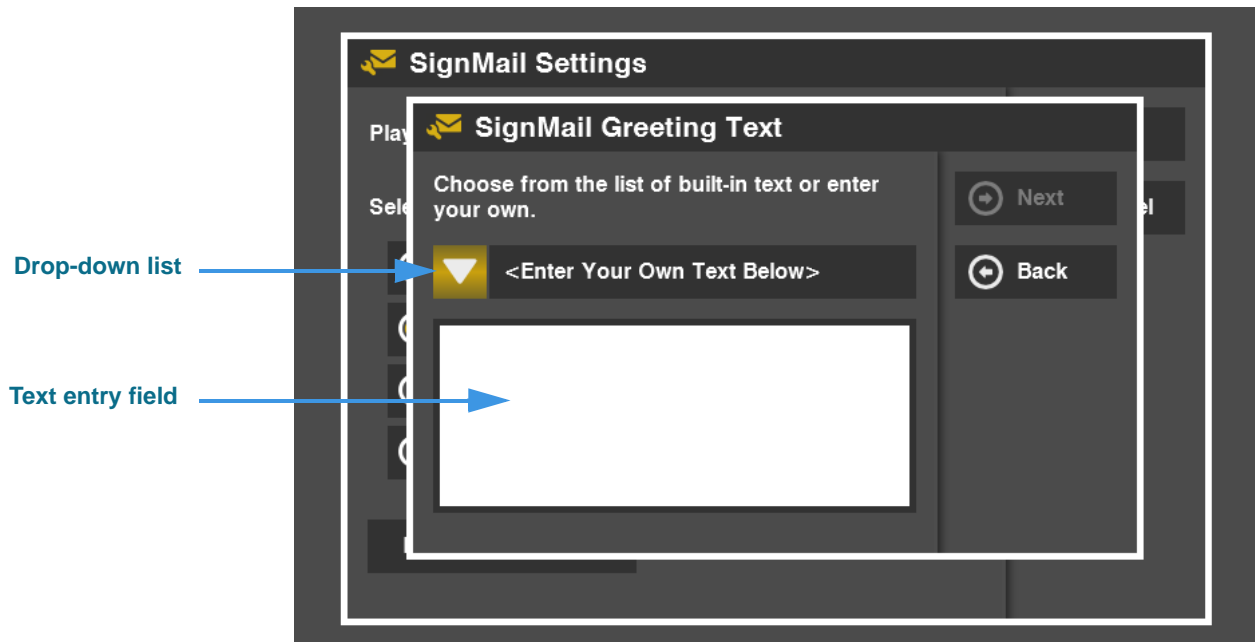 SignMail Settings
SignMail Greeting Text
Choose from the list of built-in text or enter
your own.
Next
Drop-down list
<Enter Your Own Text Below>
Back
Text entry field